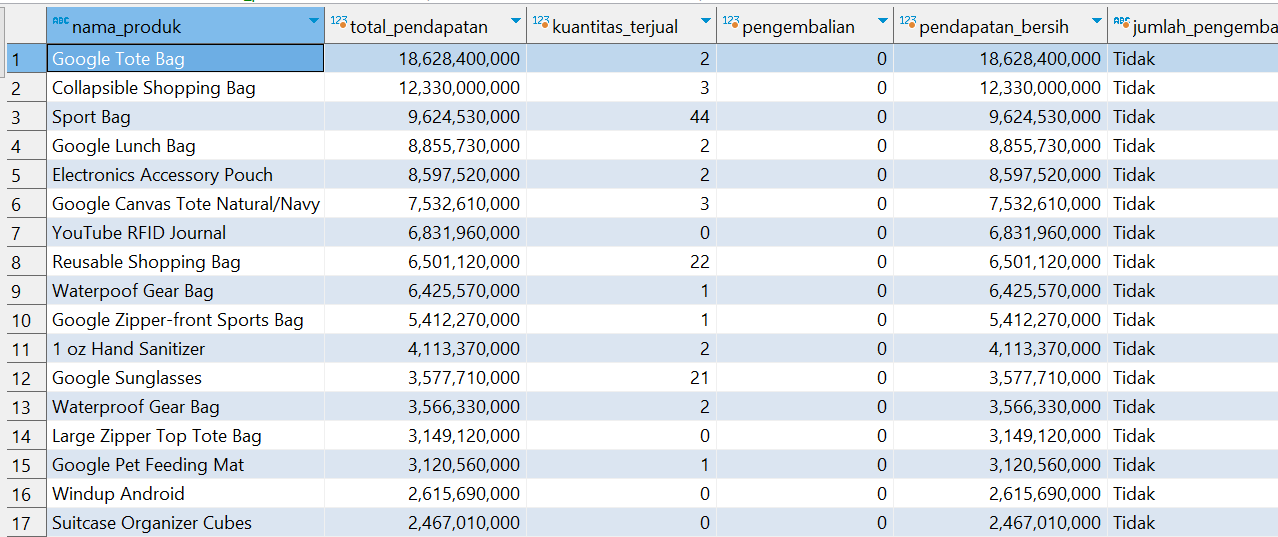 ABC nama_produk 123 total_pendapatan 123 kuantitas_terjual 123 pengembalian 123 pendapatan_bersih ABC jumlah_pengemba
1 Google Tote Bag 18,628,400,000 2 0 18,628,400,000 Tidak
2 Collapsible Shopping Bag 12,330,000,000 3 0 12,330,000,000 Tidak
3 Sport Bag 9,624,530,000 44 0 9,624,530,000 Tidak
4 Google Lunch Bag 8,855,730,000 2 0 8,855,730,000 Tidak
5 Electronics Accessory Pouch 8,597,520,000 2 0 8,597,520,000 Tidak
6 Google Canvas Tote Natural/Navy 7,532,610,000 3 0 7,532,610,000 Tidak
7 YouTube RFID Journal 6,831,960,000 0 0 6,831,960,000 Tidak
8 Reusable Shopping Bag 6,501,120,000 22 0 6,501,120,000 Tidak
9 Waterpoof Gear Bag 6,425,570,000 1 0 6,425,570,000 Tidak
10 Google Zipper-front Sports Bag 5,412,270,000 1 0 5,412,270,000 Tidak
11 1 oz Hand Sanitizer 4,113,370,000 2 0 4,113,370,000 Tidak
12 Google Sunglasses 3,577,710,000 21 0 3,577,710,000 Tidak
13 Waterproof Gear Bag 3,566,330,000 2 0 3,566,330,000 Tidak
14 Large Zipper Top Tote Bag 3,149,120,000 0 0 3,149,120,000 Tidak
15 Google Pet Feeding Mat 3,120,560,000 1 0 3,120,560,000 Tidak
16 Windup Android 2,615,690,000 0 0 2,615,690,000 Tidak
17 Suitcase Organizer Cubes 2,467,010,000 0 0 2,467,010,000 Tidak